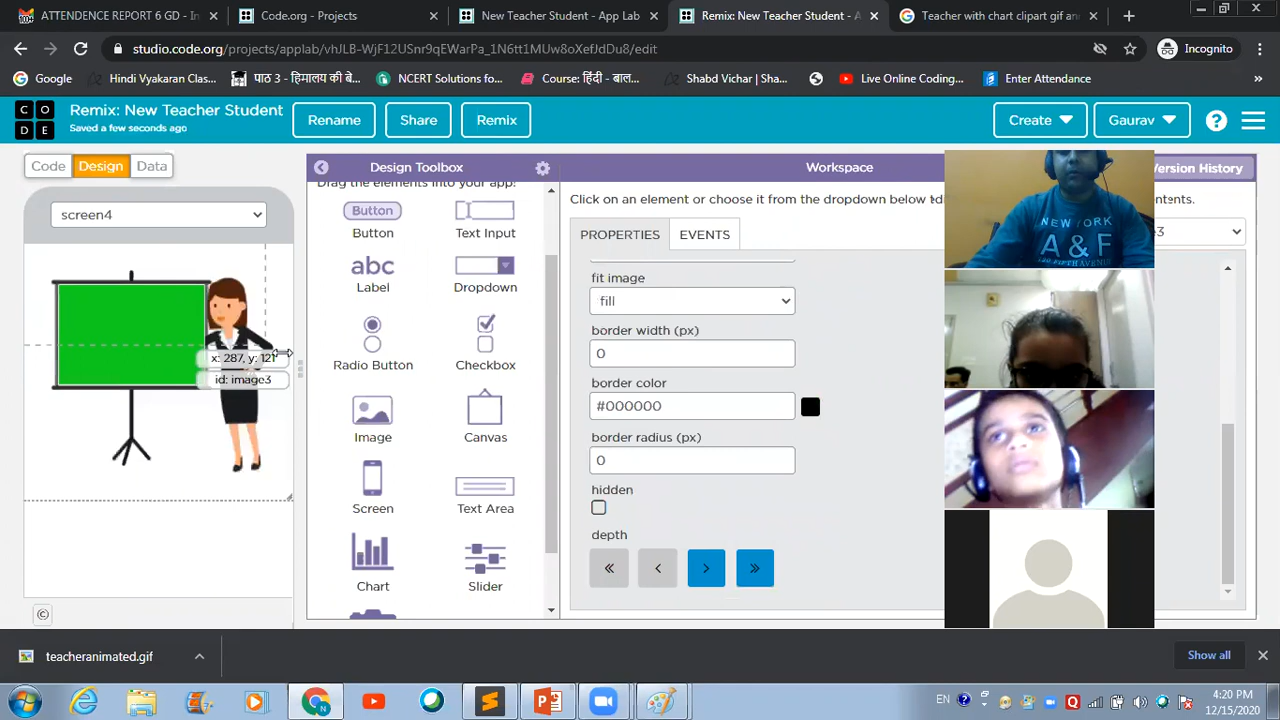 ATTENDENCE REPORT 6 GD - In
Code.org - Projects
New Teacher Student - App Lab
Remix: New Teacher Student - A
Teacher with chart clipart gif an
studio.code.org/projects/applab/vhJLB-WjF12USnr9qEWarPa_1N6tt1MUw8oXefJdDu8/edit
Incognito
Google
Hindi Vyakaran Clas...
पाठ 3 - हिमालय की बे...
NCERT Solutions for...
Course: हिंदी - बाल...
Shabd Vichar | Sha...
Live Online Coding...
Enter Attendance
C O
D E
Remix: New Teacher Student
Saved a few seconds ago
Rename
Share
Remix
Create
Gaurav
Code
Design
Data
Design Toolbox
Workspace
Version History
screen4
Drag the elements into your app!
Click on an element or choose it from the dropdown below
PROPERTIES
EVENTS
Button
Button
Text Input
abc
Label
Dropdown
Radio Button
Checkbox
Image
Canvas
Screen
Text Area
Chart
Slider
fit image
fill
border width (px)
0
border color
#000000
border radius (px)
0
hidden
depth
x: 287, y: 121
id: image3
NEW YORK
A & F
teacheranimated.gif
Show all
EN
4:20 PM
12/15/2020